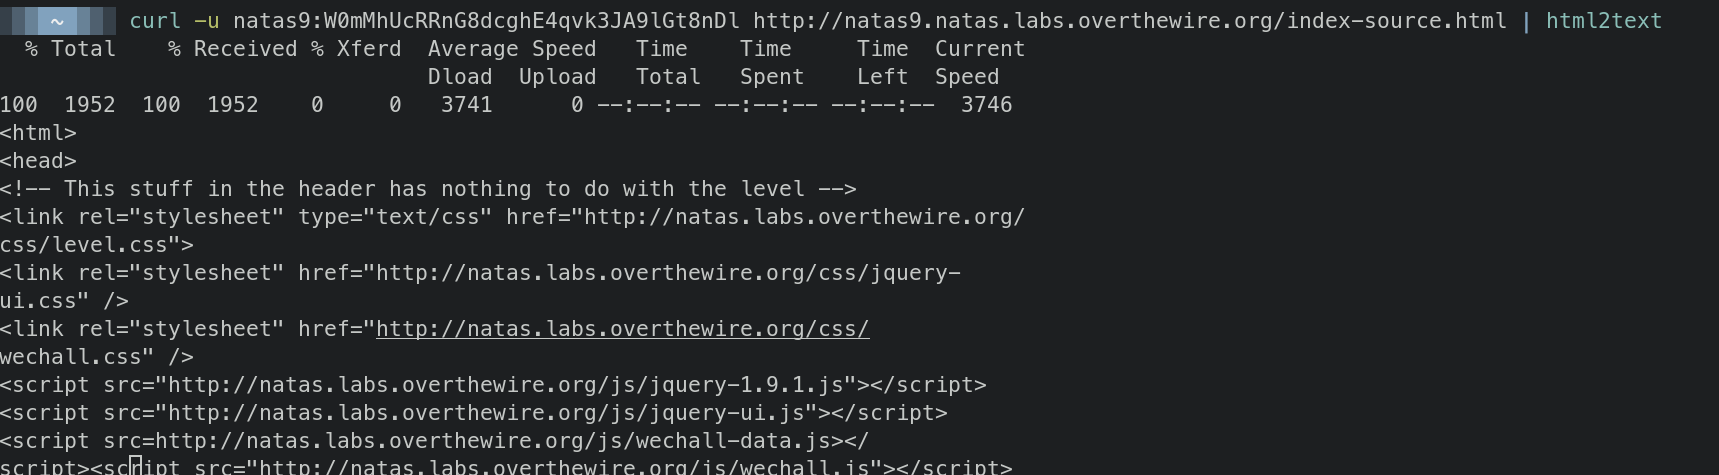 ~ curl -u natas9:W0mMhUcRRnG8dcghE4qvk3JA9lGt8nDl http://natas9.natas.labs.overthewire.org/index-source.html | html2text
% Total % Received % Xferd Average Speed Time Time Time Current
Dload Upload Total Spent Left Speed
100 1952 100 1952 0 0 3741 0 --:--:-- --:--:-- --:--:-- 3746
<html>
<head>
<!-- This stuff in the header has nothing to do with the level -->
<link rel="stylesheet" type="text/css" href="http://natas.labs.overthewire.org/
css/level.css">
<link rel="stylesheet" href="http://natas.labs.overthewire.org/css/jquery-
ui.css" />
<link rel="stylesheet" href="http://natas.labs.overthewire.org/css/
wechall.css" />
<script src="http://natas.labs.overthewire.org/js/jquery-1.9.1.js"></script>
<script src="http://natas.labs.overthewire.org/js/jquery-ui.js"></script>
<script src=http://natas.labs.overthewire.org/js/wechall-data.js></
script><script src="http://natas.labs.overthewire.org/js/wechall.js"></script>